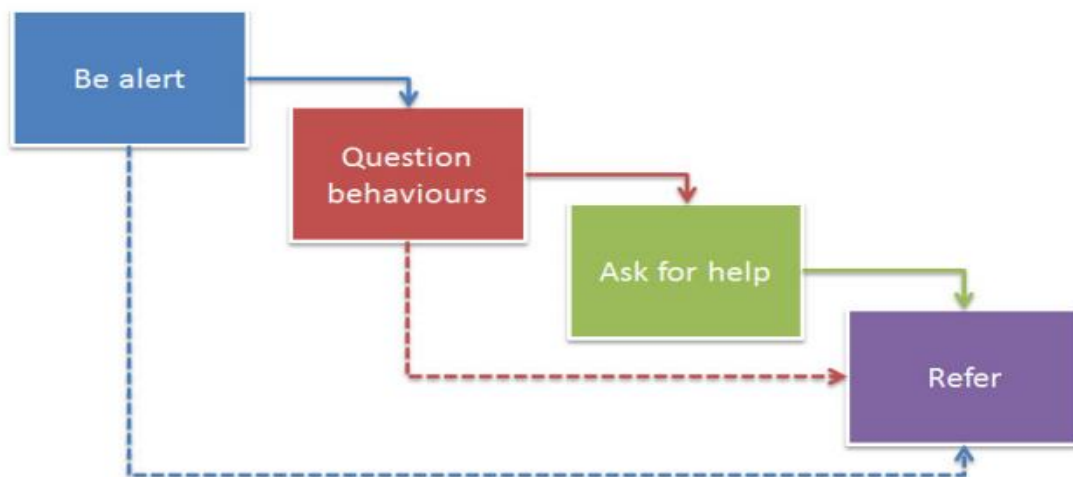 Be alert
Question
behaviours
Ask for help
Refer